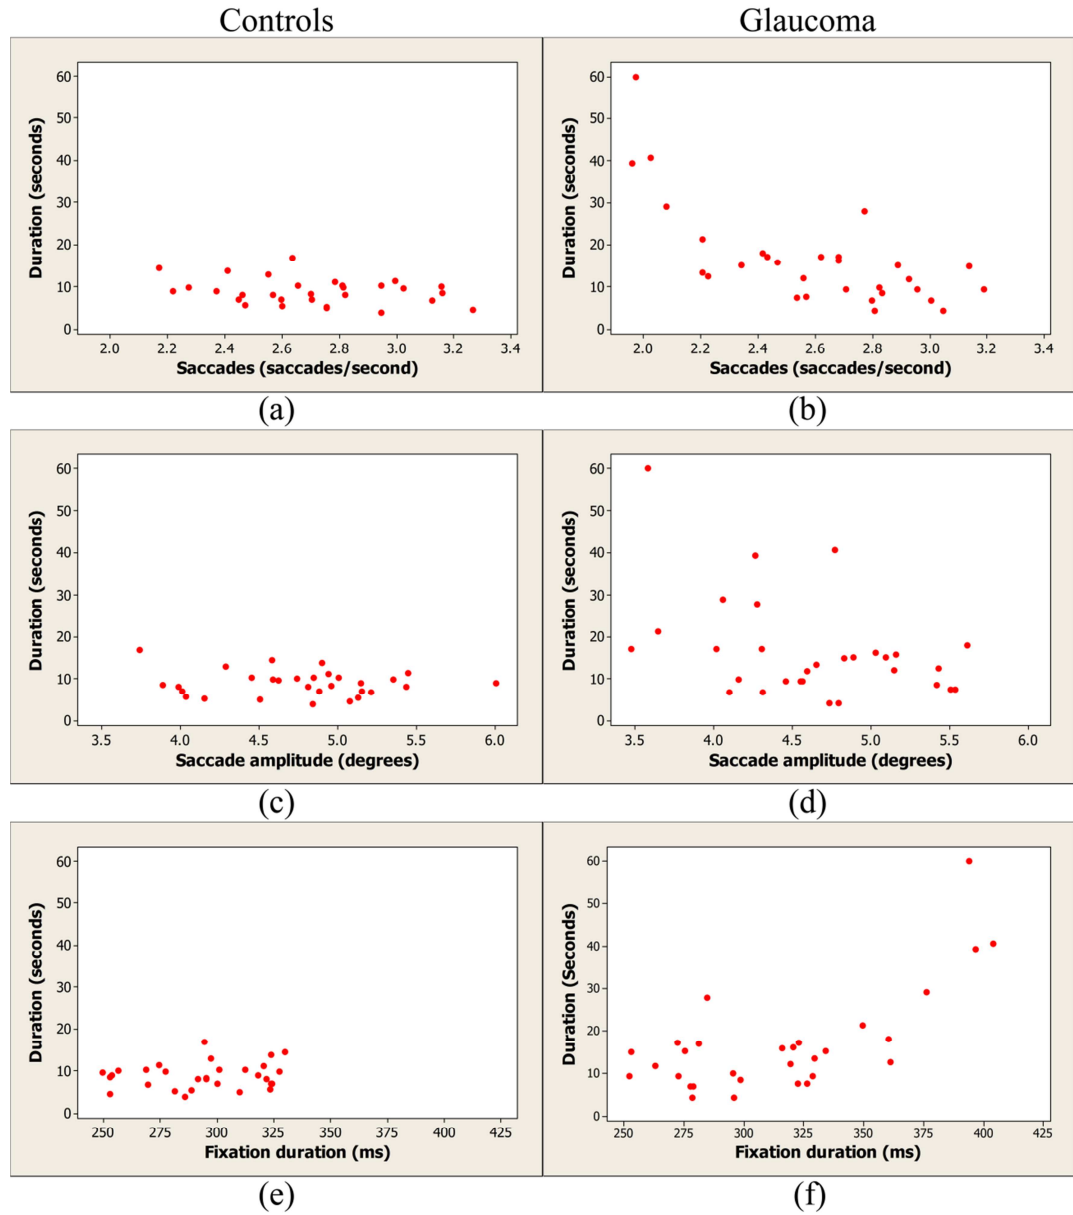 Controls Glaucoma
Duration (seconds)
60
50
40
30
20
10
0
2.0 2.2 2.4 2.6 2.8 3.0 3.2 3.4
Saccades (saccades/second)
(a)
Duration (seconds)
60
50
40
30
20
10
0
2.0 2.2 2.4 2.6 2.8 3.0 3.2 3.4
Saccades (saccades/second)
(b)
Duration (seconds)
60
50
40
30
20
10
0
3.5 4.0 4.5 5.0 5.5 6.0
Saccade amplitude (degrees)
(c)
Duration (seconds)
60
50
40
30
20
10
0
3.5 4.0 4.5 5.0 5.5 6.0
Saccade amplitude (degrees)
(d)
Duration (seconds)
60
50
40
30
20
10
0
250 275 300 325 350 375 400 425
Fixation duration (ms)
(e)
Duration (Seconds)
60
50
40
30
20
10
0
250 275 300 325 350 375 400 425
Fixation duration (ms)
(f)